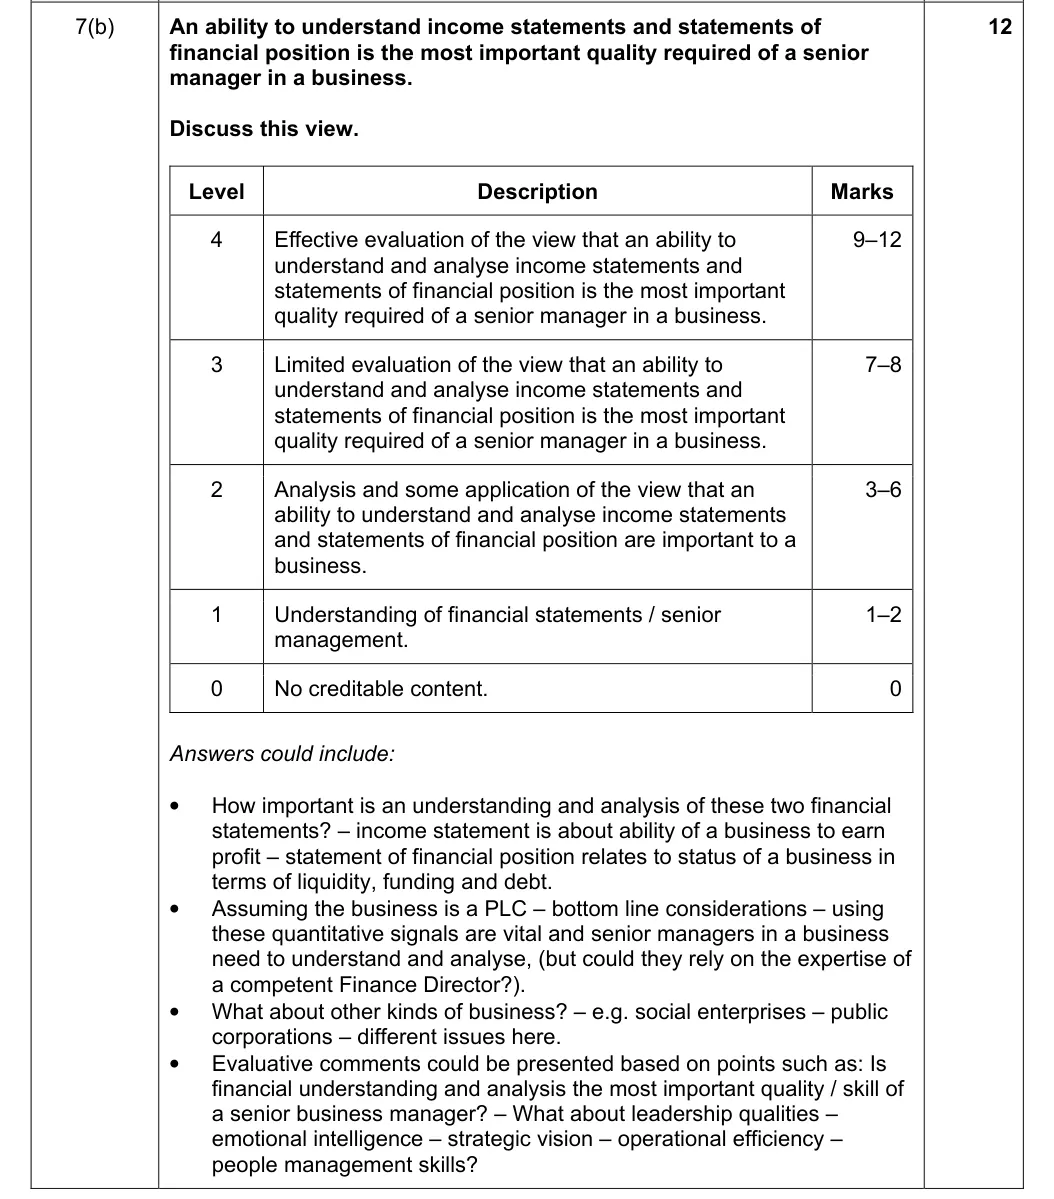 7(b)
An ability to understand income statements and statements of
12
financial position is the most important quality required of a senior
manager in a business.
Discuss this view.
Level Description Marks
4 Effective evaluation of the view that an ability to 9–12
understand and analyse income statements and
statements of financial position is the most important
quality required of a senior manager in a business.
3 Limited evaluation of the view that an ability to 7–8
understand and analyse income statements and
statements of financial position is the most important
quality required of a senior manager in a business.
2 Analysis and some application of the view that an 3–6
ability to understand and analyse income statements
and statements of financial position are important to a
business.
1 Understanding of financial statements / senior 1–2
management.
0 No creditable content. 0
Answers could include:
• How important is an understanding and analysis of these two financial
statements? – income statement is about ability of a business to earn
profit – statement of financial position relates to status of a business in
terms of liquidity, funding and debt.
• Assuming the business is a PLC – bottom line considerations – using
these quantitative signals are vital and senior managers in a business
need to understand and analyse, (but could they rely on the expertise of
a competent Finance Director?).
• What about other kinds of business? – e.g. social enterprises – public
corporations – different issues here.
• Evaluative comments could be presented based on points such as: Is
financial understanding and analysis the most important quality / skill of
a senior business manager? – What about leadership qualities –
emotional intelligence – strategic vision – operational efficiency –
people management skills?